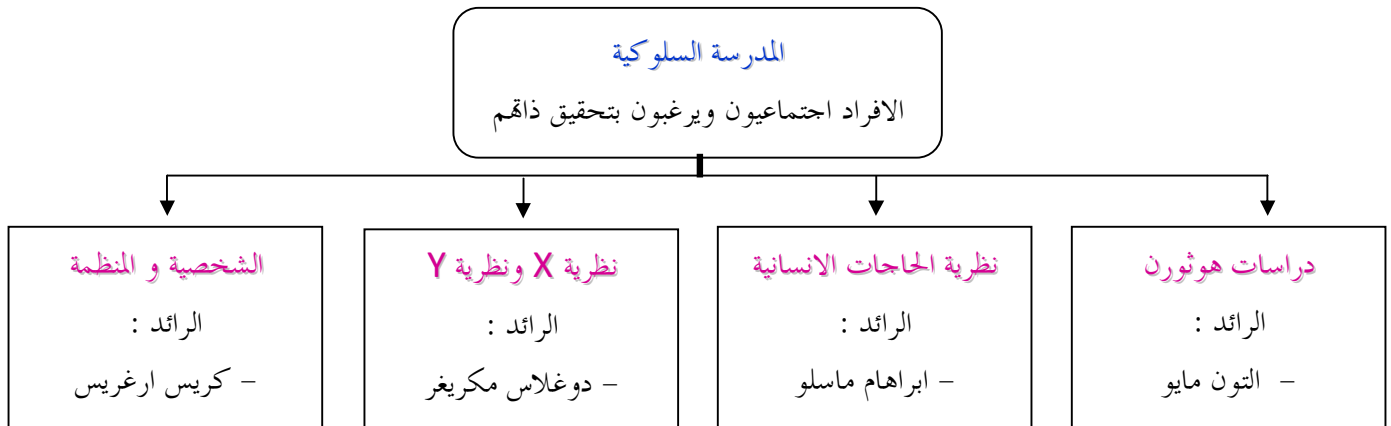 المدرسة السلوكية
الافراد اجتماعيون ويرغبون بتحقيق ذاتهم
دراسات هوثورن
الرائد :
– التون مايو
نظرية الحاجات الانسانية
الرائد :
– ابراهام ماسلو
نظرية X ونظرية Y
الرائد :
– دوغلاس مكريغر
الشخصية و المنظمة
الرائد :
– كريس ارغريس